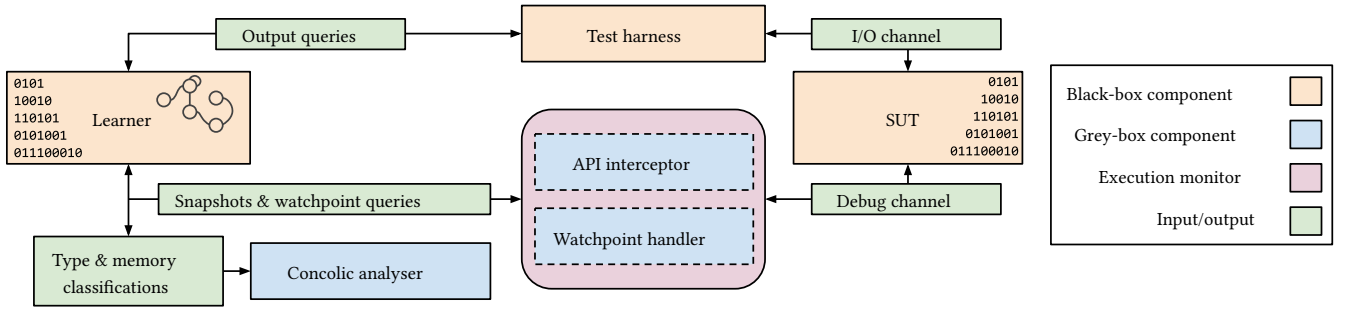 Output queries
Test harness
I/O channel
0101
10010
110101
0101001
011100010
Learner
SUT
0101
10010
110101
0101001
011100010
API interceptor
Watchpoint handler
Snapshots & watchpoint queries
Debug channel
Type & memory
classifications
Concolic analyser
Black-box component
Grey-box component
Execution monitor
Input/output